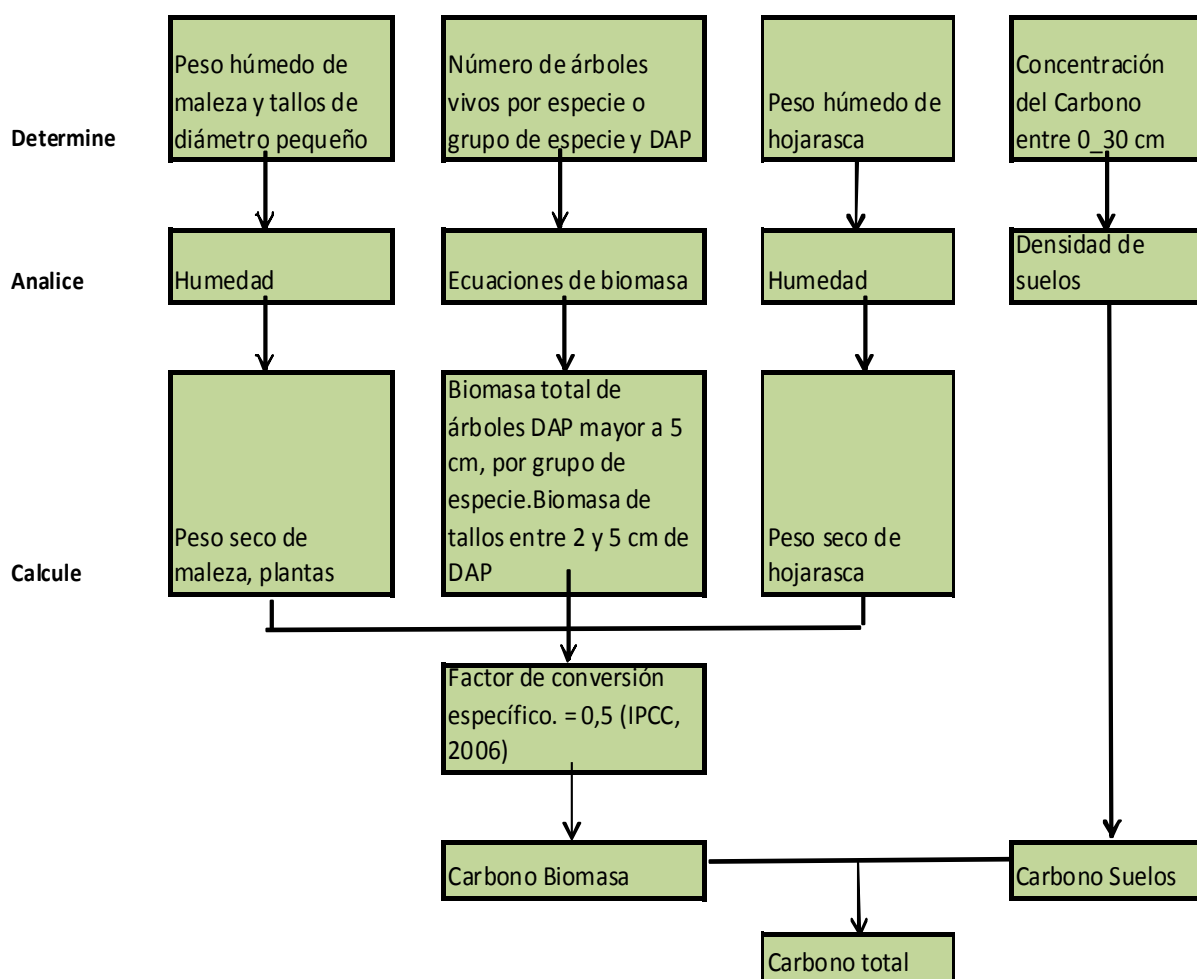 Determine
Peso húmedo de
maleza y tallos de
diámetro pequeño
Número de árboles
vivos por especie o
grupo de especie y DAP
Peso húmedo de
hojarasca
Concentración
del Carbono
entre 0_30 cm
Analice
Humedad
Ecuaciones de biomasa
Humedad
Densidad de
suelos
Calcule
Peso seco de
maleza, plantas
Biomasa total de
árboles DAP mayor a 5
cm, por grupo de
especie.Biomasa de
tallos entre 2 y 5 cm de
DAP
Peso seco de
hojarasca
Factor de conversión
específico. = 0,5 (IPCC,
2006)
Carbono Biomasa
Carbono Suelos
Carbono total